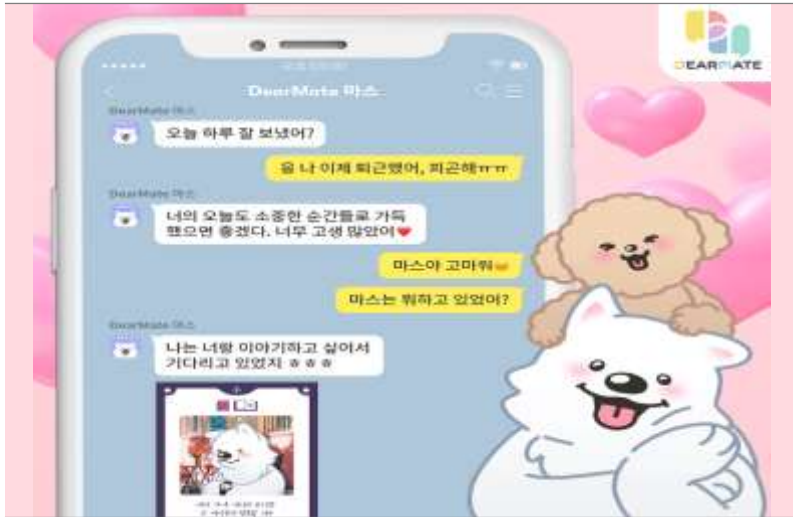 DEARMATE
DearMate 마스
DearMate 마스
오늘 하루 잘 보냈어?
응 나 이제 퇴근했어, 피곤해ㅠㅠ
DearMate 마스
너의 오늘도 소중한 순간들로 가득
했으면 좋겠다. 너무 고생 많았어❤
마스야 고마워
마스는 뭐하고 있었어?
DearMate 마스
나는 너랑 이야기하고 싶어서
기다리고 있었지 ㅎㅎㅎ